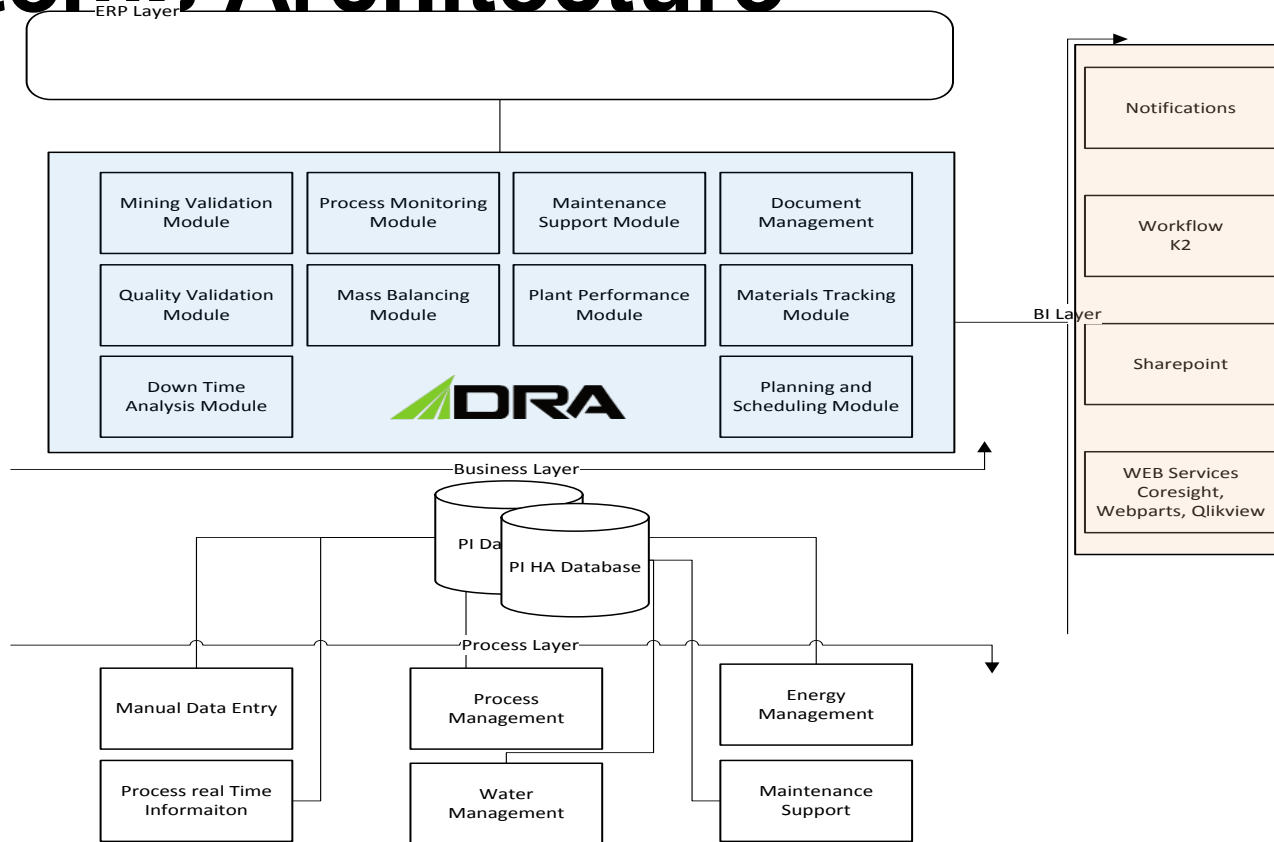 Architecture
ERP Layer
Notifications
Mining Validation
Module
Process Monitoring
Module
Maintenance
Support Module
Document
Management
Workflow
K2
Quality Validation
Module
Mass Balancing
Module
Plant Performance
Module
Materials Tracking
Module
BI Layer
Sharepoint
Down Time
Analysis Module
DRA
Planning and
Scheduling Module
Business Layer
WEB Services
Coresight,
Webparts, Qlikview
PI Da
PI HA Database
Process Layer
Manual Data Entry
Process
Management
Energy
Management
Process real Time
Informaiton
Water
Management
Maintenance
Support